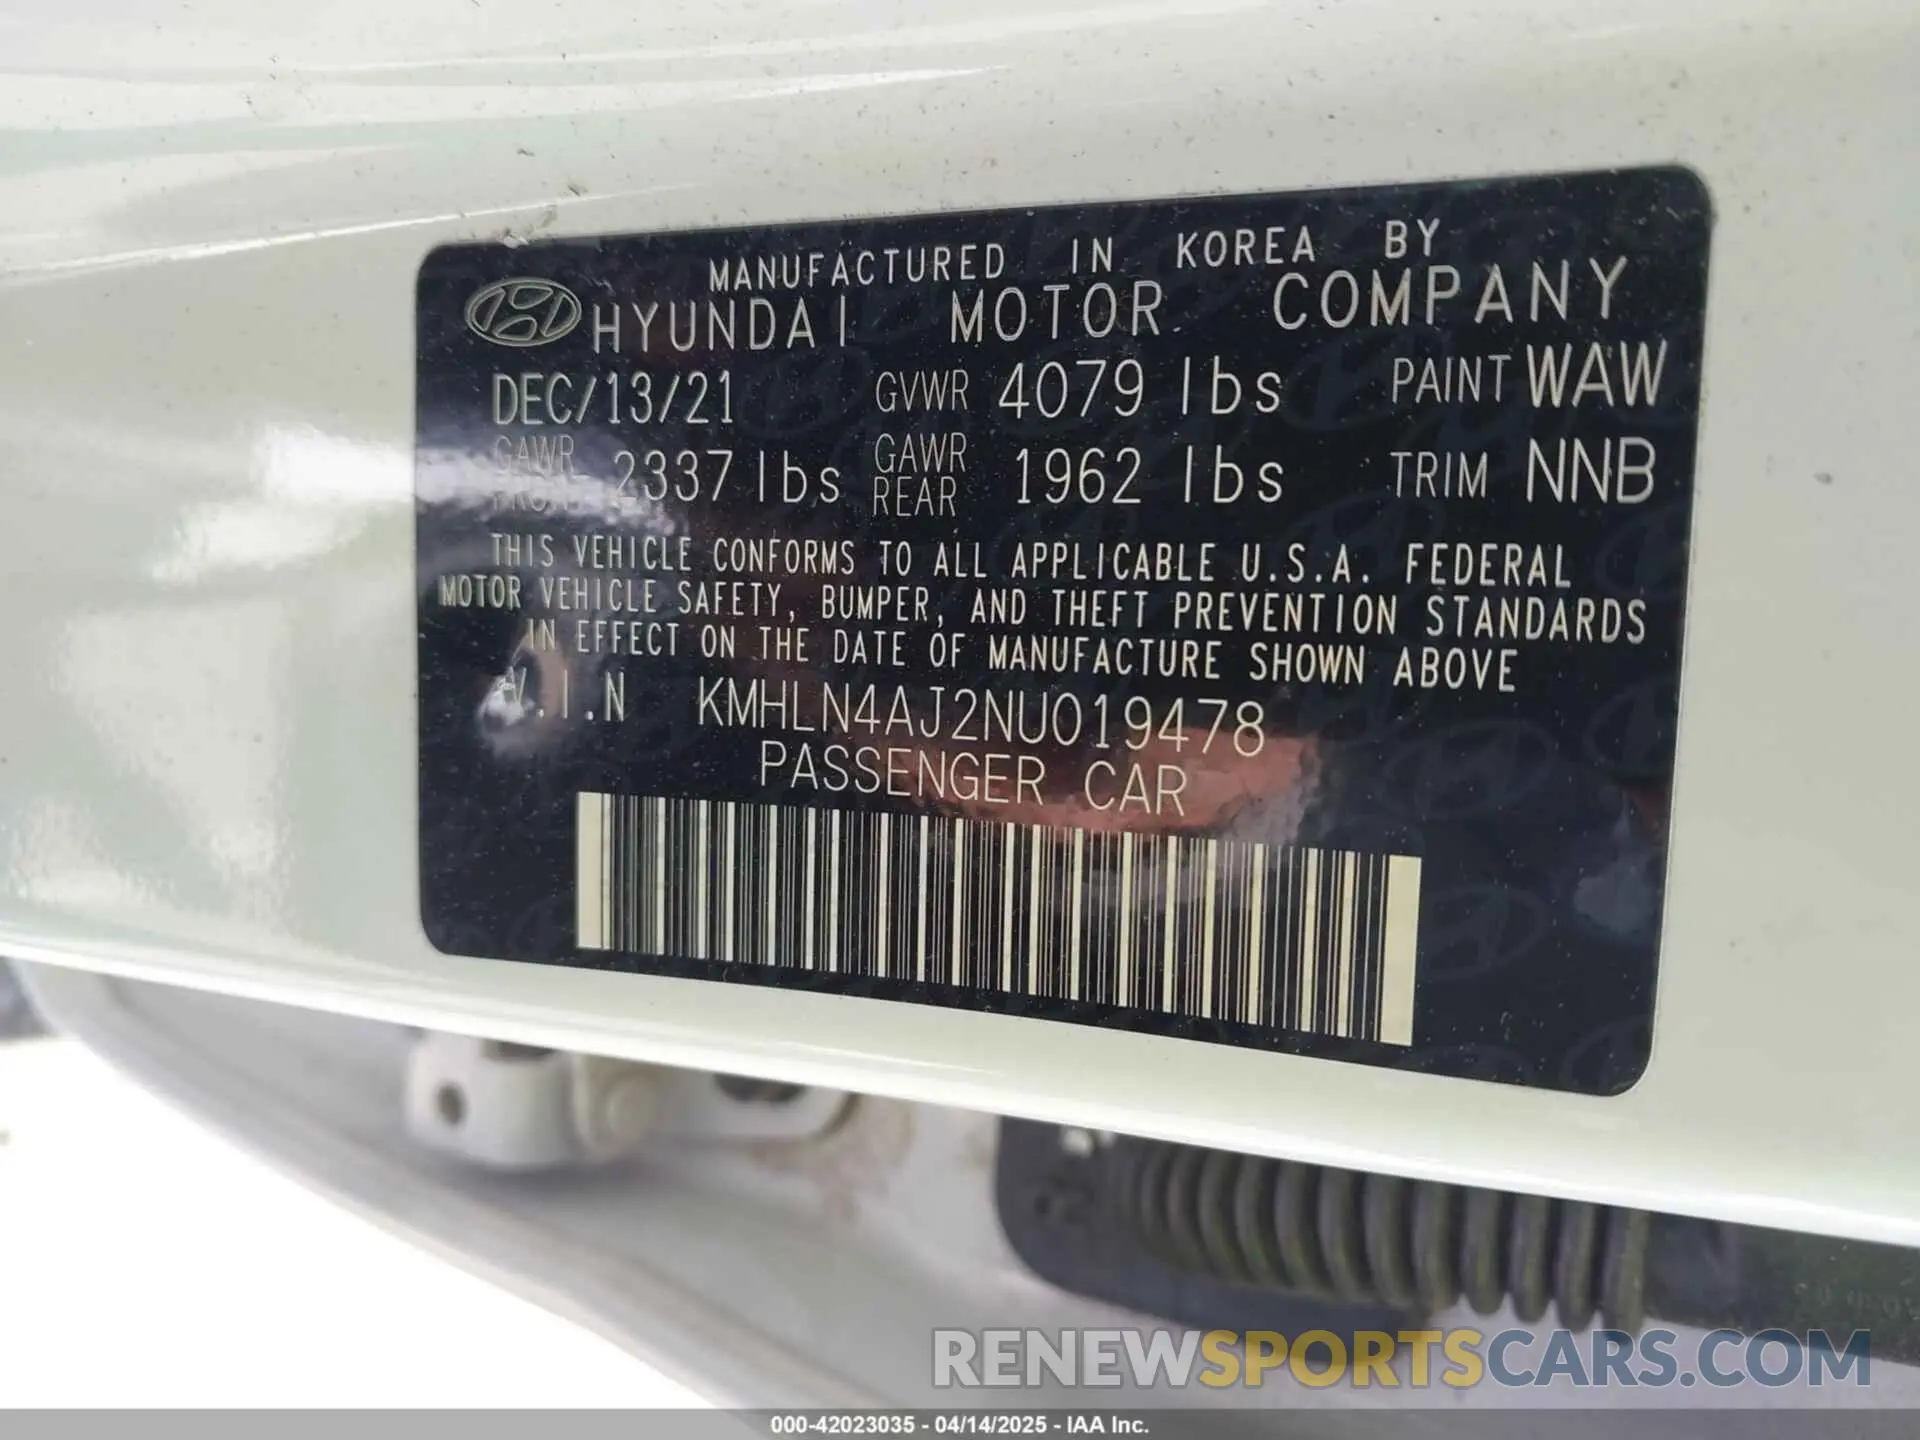 MANUFACTURED IN KOREA BY
HYUNDAI MOTOR COMPANY
DEC/13/21 GVWR 4079 lbs PAINT WAW
GAWR FRONT 2337 lbs GAWR REAR 1962 lbs TRIM NNB
THIS VEHICLE CONFORMS TO ALL APPLICABLE U.S.A. FEDERAL
MOTOR VEHICLE SAFETY, BUMPER, AND THEFT PREVENTION STANDARDS
IN EFFECT ON THE DATE OF MANUFACTURE SHOWN ABOVE
V.I.N KMHLN4AJ2NU019478
PASSENGER CAR
RENEWSPORTSCARS.COM
000-42023035 - 04/14/2025 - IAA Inc.